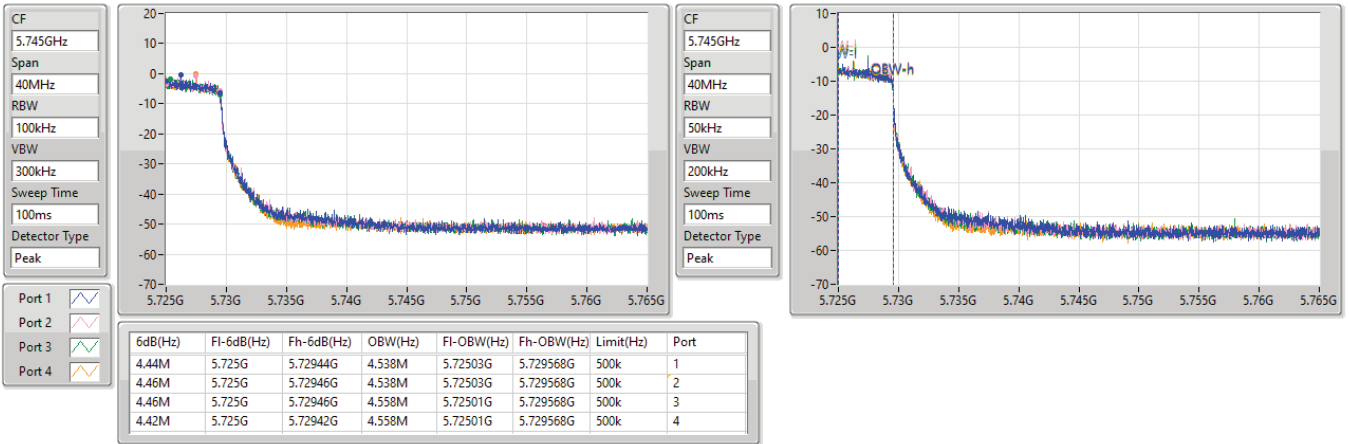 CF
5.745GHz
Span
40MHz
RBW
100kHz
VBW
300kHz
Sweep Time
100ms
Detector Type
Peak
20
10
0
-10
-20
-30
-40
-50
-60
-70
5.725G 5.73G 5.735G 5.74G 5.745G 5.75G 5.755G 5.76G 5.765G
CF
5.745GHz
Span
40MHz
RBW
50kHz
VBW
200kHz
Sweep Time
100ms
Detector Type
Peak
10
0
-10
-20
-30
-40
-50
-60
-70
OBW-h
5.725G 5.73G 5.735G 5.74G 5.745G 5.75G 5.755G 5.76G 5.765G
Port 1
Port 2
Port 3
Port 4
6dB(Hz) Fl-6dB(Hz) Fh-6dB(Hz) OBW(Hz) Fl-OBW(Hz) Fh-OBW(Hz) Limit(Hz) Port
4.44M 5.725G 5.72944G 4.538M 5.72503G 5.729568G 500k 1
4.46M 5.725G 5.72946G 4.538M 5.72503G 5.729568G 500k 2
4.46M 5.725G 5.72946G 4.558M 5.72501G 5.729568G 500k 3
4.42M 5.725G 5.72942G 4.558M 5.72501G 5.729568G 500k 4